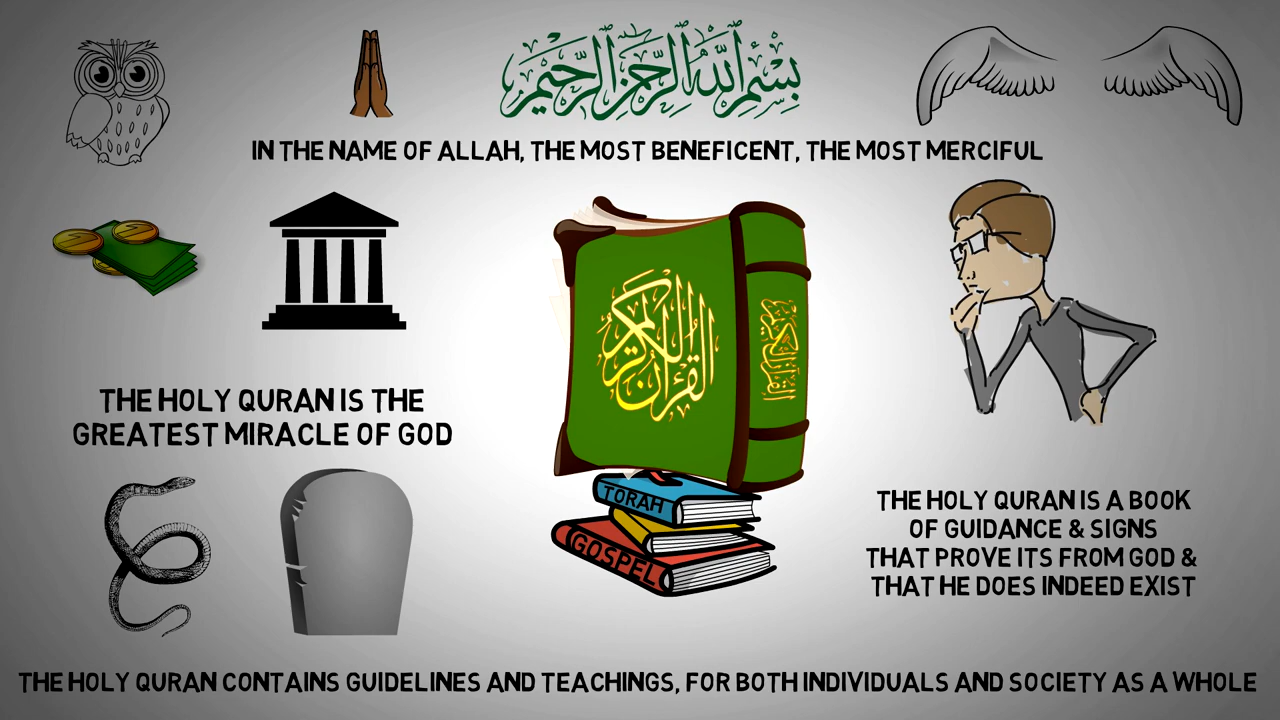 بسم الله الرحمن الرحيم
IN THE NAME OF ALLAH, THE MOST BENEFICENT, THE MOST MERCIFUL
القرآن الكريم
القرآن الكريم
THE HOLY QURAN IS THE
GREATEST MIRACLE OF GOD
TORAH
GOSPEL
THE HOLY QURAN IS A BOOK
OF GUIDANCE & SIGNS
THAT PROVE ITS FROM GOD &
THAT HE DOES INDEED EXIST
THE HOLY QURAN CONTAINS GUIDELINES AND TEACHINGS, FOR BOTH INDIVIDUALS AND SOCIETY AS A WHOLE